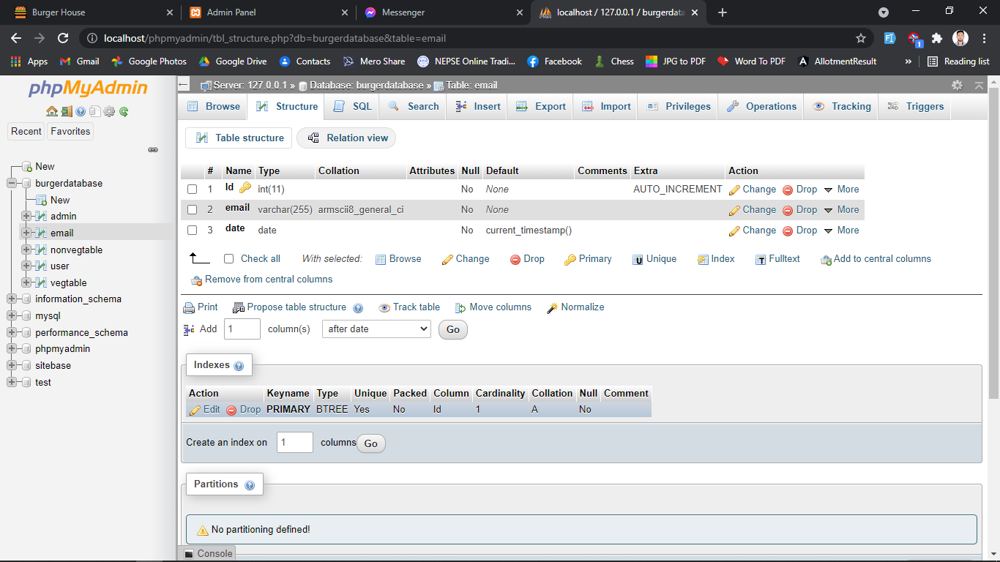 Burger House
Admin Panel
Messenger
localhost / 127.0.0.1 / burgerdata
localhost/phpmyadmin/tbl_structure.php?db=burgerdatabase&table=email
1
Apps
Gmail
Google Photos
Google Drive
Contacts
Mero Share
NEPSE Online Tradi...
Facebook
Chess
JPG to PDF
Word To PDF
AllotmentResult
»
Reading list
phpMyAdmin
Recent
Favorites
New
burgerdatabase
New
admin
email
nonvegtable
user
vegtable
information_schema
mysql
performance_schema
phpmyadmin
sitebase
test
Server: 127.0.0.1 » Database: burgerdatabase » Table: email
Browse Structure SQL Search Insert Export Import Privileges Operations Tracking Triggers
Table structure Relation view
# Name Type Collation Attributes Null Default Comments Extra Action
1 Id int(11) No None AUTO_INCREMENT Change Drop More
2 email varchar(255) armscii8_general_ci No None Change Drop More
3 date date No current_timestamp() Change Drop More
Check all With selected: Browse Change Drop Primary Unique Index Fulltext Add to central columns
Remove from central columns
Print Propose table structure Track table Move columns Normalize
Add 1 column(s) after date Go
Indexes
Action Keyname Type Unique Packed Column Cardinality Collation Null Comment
Edit Drop PRIMARY BTREE Yes No Id 1 A No
Create an index on 1 columns Go
Partitions
No partitioning defined!
Console